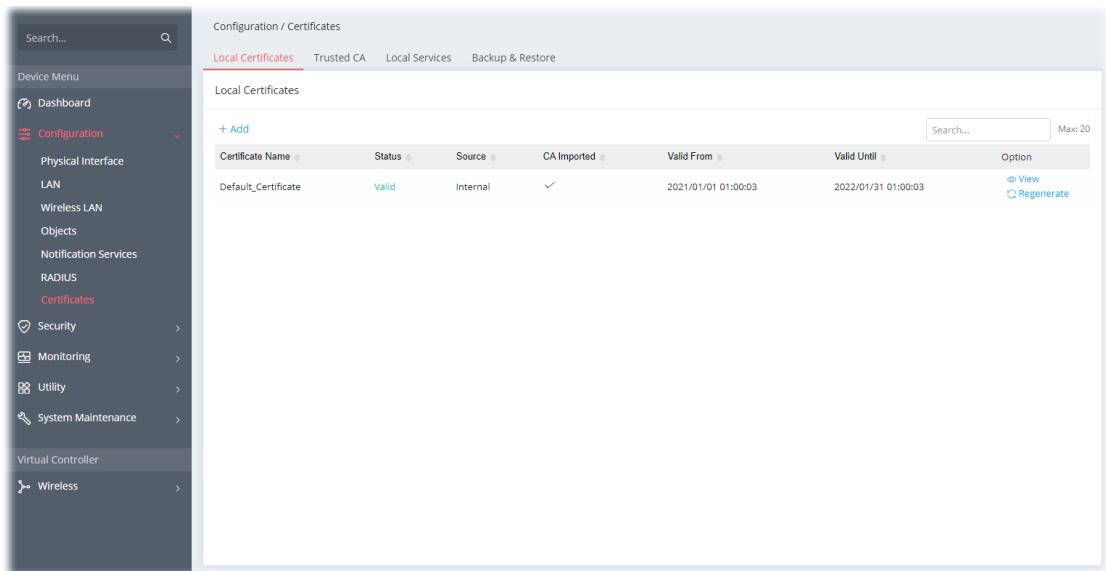 Search...
Device Menu
Dashboard
Configuration
Physical Interface
LAN
Wireless LAN
Objects
Notification Services
RADIUS
Certificates
Security
Monitoring
Utility
System Maintenance
Virtual Controller
Wireless
Configuration / Certificates
Local Certificates Trusted CA Local Services Backup & Restore
Local Certificates
+ Add Search... Max: 20
Certificate Name Status Source CA Imported Valid From Valid Until Option
Default_Certificate Valid Internal ✓ 2021/01/01 01:00:03 2022/01/31 01:00:03 View
Regenerate